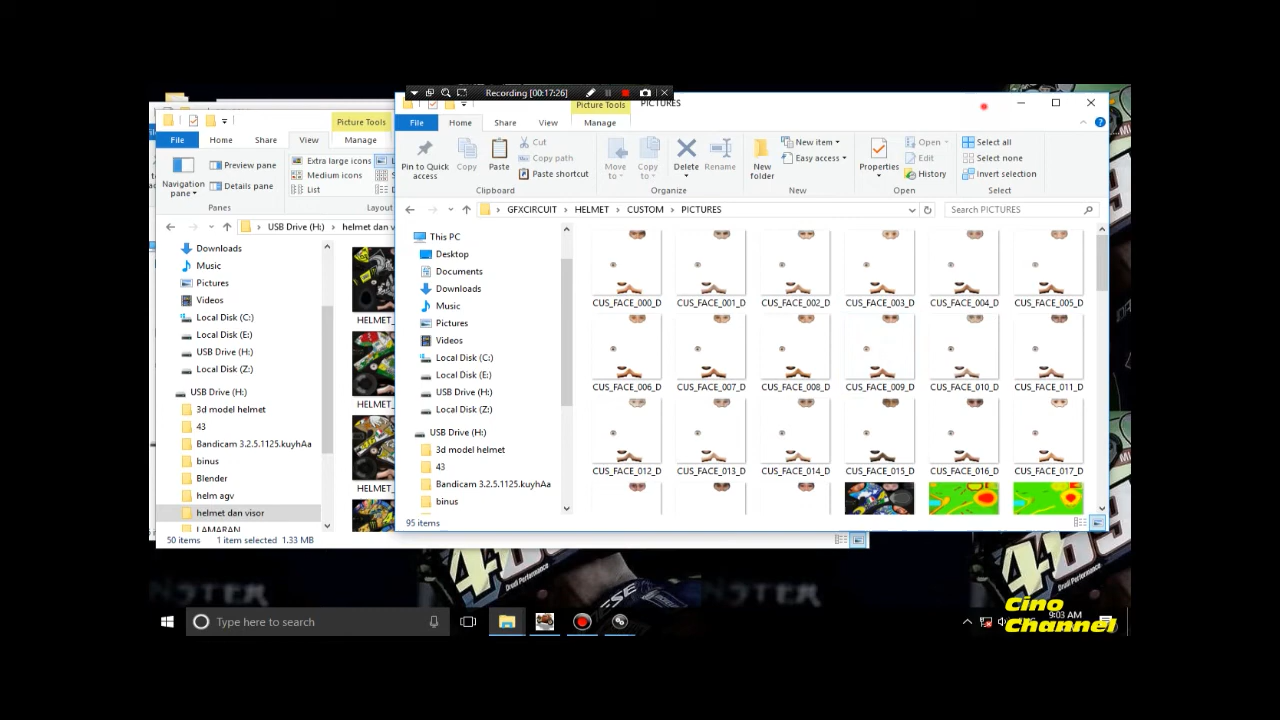 Recording [00:17:26]
Picture Tools
PICTURES
File
Home
Share
View
Manage
Pin to Quick access
Copy
Paste
Cut
Copy path
Paste shortcut
Clipboard
Move to
Copy to
Delete
Rename
Organize
New folder
New item
Easy access
New
Properties
Open
Edit
History
Open
Select all
Select none
Invert selection
Select
GFXCIRCUIT > HELMET > CUSTOM > PICTURES
Search PICTURES
This PC
Desktop
Documents
Downloads
Music
Pictures
Videos
Local Disk (C:)
Local Disk (E:)
USB Drive (H:)
Local Disk (Z:)
USB Drive (H:)
3d model helmet
43
Bandicam 3.2.5.1125.kuyhAa
binus
CUS_FACE_000_D
CUS_FACE_001_D
CUS_FACE_002_D
CUS_FACE_003_D
CUS_FACE_004_D
CUS_FACE_005_D
CUS_FACE_006_D
CUS_FACE_007_D
CUS_FACE_008_D
CUS_FACE_009_D
CUS_FACE_010_D
CUS_FACE_011_D
CUS_FACE_012_D
CUS_FACE_013_D
CUS_FACE_014_D
CUS_FACE_015_D
CUS_FACE_016_D
CUS_FACE_017_D
95 items
Picture Tools
File
Home
Share
View
Manage
Navigation pane
Preview pane
Details pane
Panes
Extra large icons
Medium icons
List
Layout
USB Drive (H:) > helmet dan v
Downloads
Music
Pictures
Videos
Local Disk (C:)
Local Disk (E:)
USB Drive (H:)
Local Disk (Z:)
USB Drive (H:)
3d model helmet
43
Bandicam 3.2.5.1125.kuyhAa
binus
Blender
helm agv
helmet dan visor
LAMARAN
HELMET_
HELMET_
HELMET_
HELMET_
50 items
1 item selected 1.33 MB
Drudi Performance
Type here to search
9:03 AM
Cino
Channel